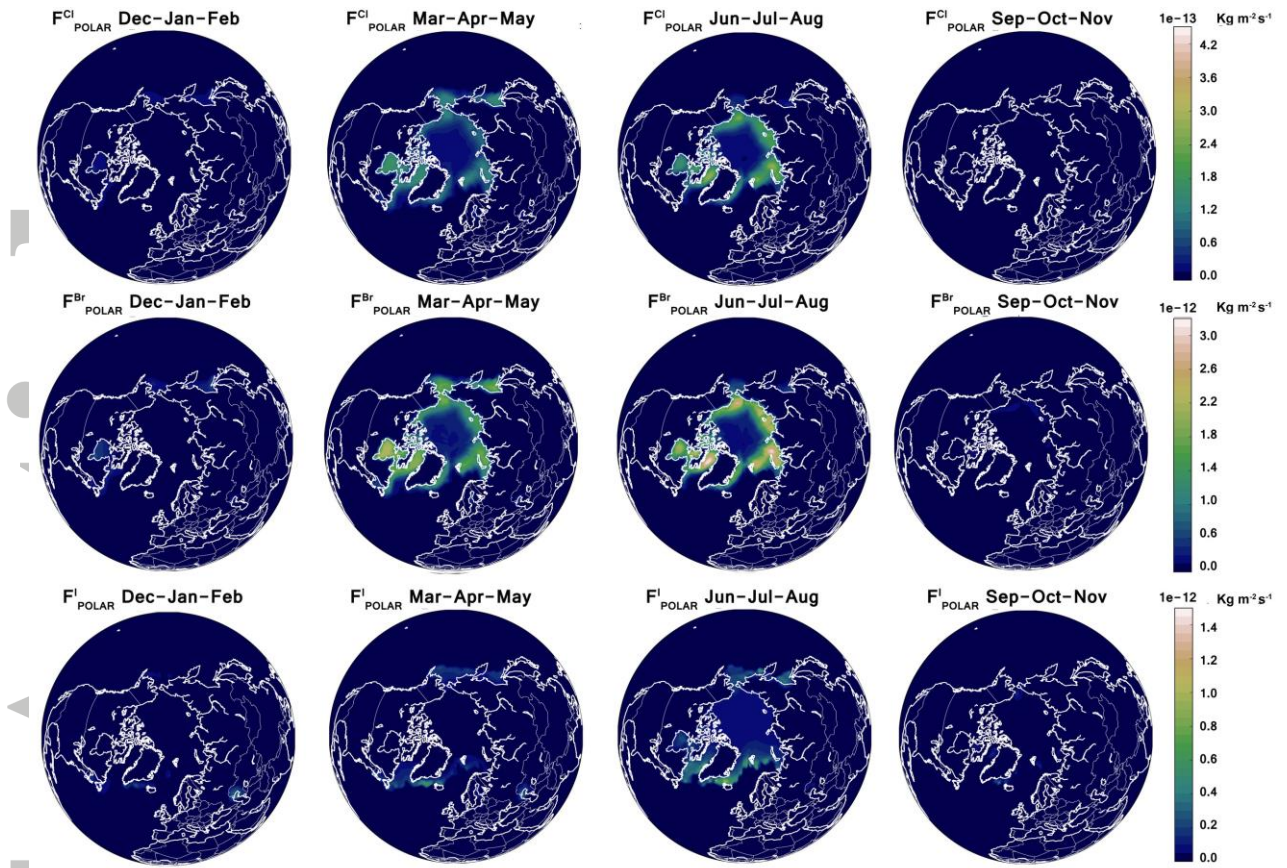 F^Cl_POLAR Dec–Jan–Feb
F^Cl_POLAR Mar–Apr–May
F^Cl_POLAR Jun–Jul–Aug
F^Cl_POLAR Sep–Oct–Nov
1e−13 Kg m⁻² s⁻¹
4.2
3.6
3.0
2.4
1.8
1.2
0.6
0.0
F^Br_POLAR Dec–Jan–Feb
F^Br_POLAR Mar–Apr–May
F^Br_POLAR Jun–Jul–Aug
F^Br_POLAR Sep–Oct–Nov
1e−12 Kg m⁻² s⁻¹
3.0
2.6
2.2
1.8
1.4
1.0
0.6
0.0
F^I_POLAR Dec–Jan–Feb
F^I_POLAR Mar–Apr–May
F^I_POLAR Jun–Jul–Aug
F^I_POLAR Sep–Oct–Nov
1e−12 Kg m⁻² s⁻¹
1.4
1.2
1.0
0.8
0.6
0.4
0.2
0.0